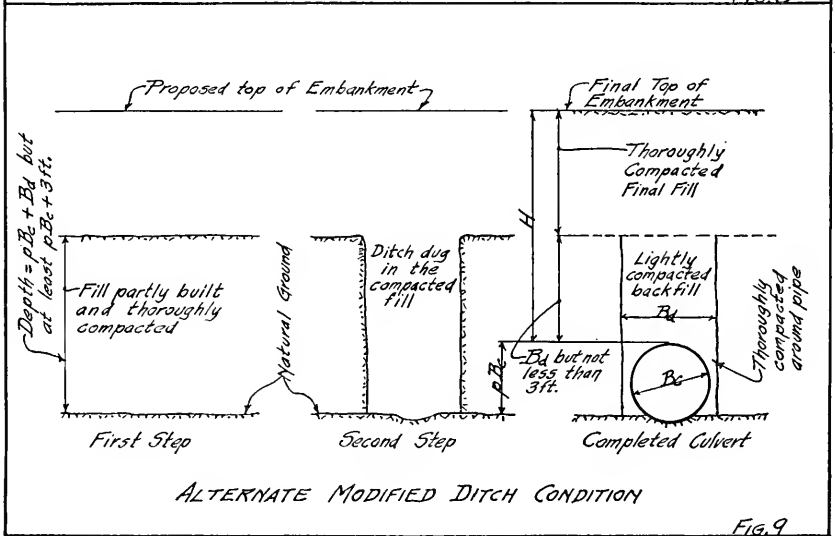 Proposed top of Embankment
Final Top of
Embankment
Depth = pBc + Bd but
at least pBc + 3ft.
Fill partly built
and thoroughly
compacted
Natural Ground
Ditch dug
in the
compacted
fill
H
Thoroughly
Compacted
Final Fill
Lightly
compacted
backfill
Bd
Thoroughly
compacted
around pipe
pBc
Bd but not
less than
3ft.
Bc
First Step
Second Step
Completed Culvert
ALTERNATE MODIFIED DITCH CONDITION
FIG. 9